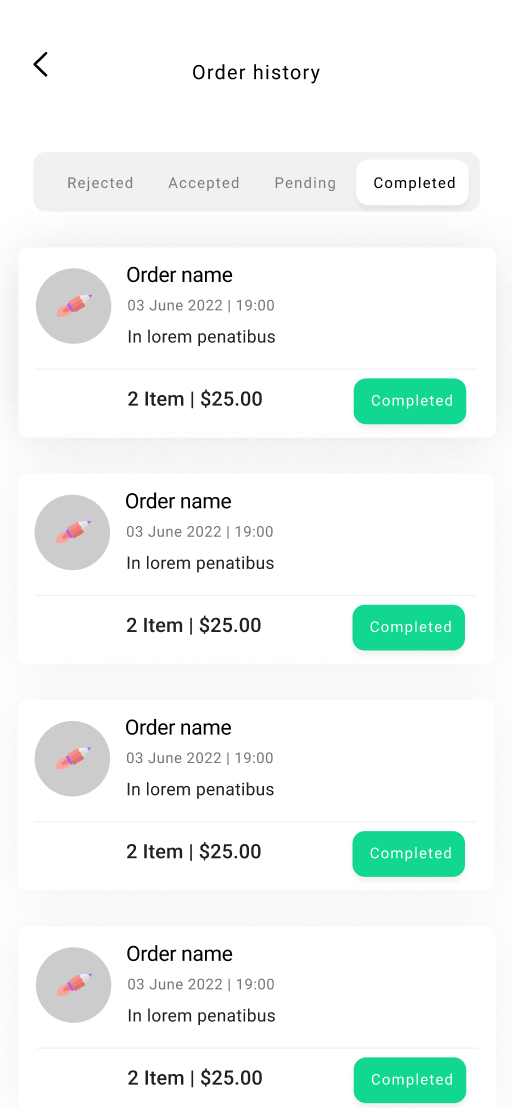 Order history
Rejected Accepted Pending Completed
Order name
03 June 2022 | 19:00
In lorem penatibus
2 Item | $25.00 Completed
Order name
03 June 2022 | 19:00
In lorem penatibus
2 Item | $25.00 Completed
Order name
03 June 2022 | 19:00
In lorem penatibus
2 Item | $25.00 Completed
Order name
03 June 2022 | 19:00
In lorem penatibus
2 Item | $25.00 Completed